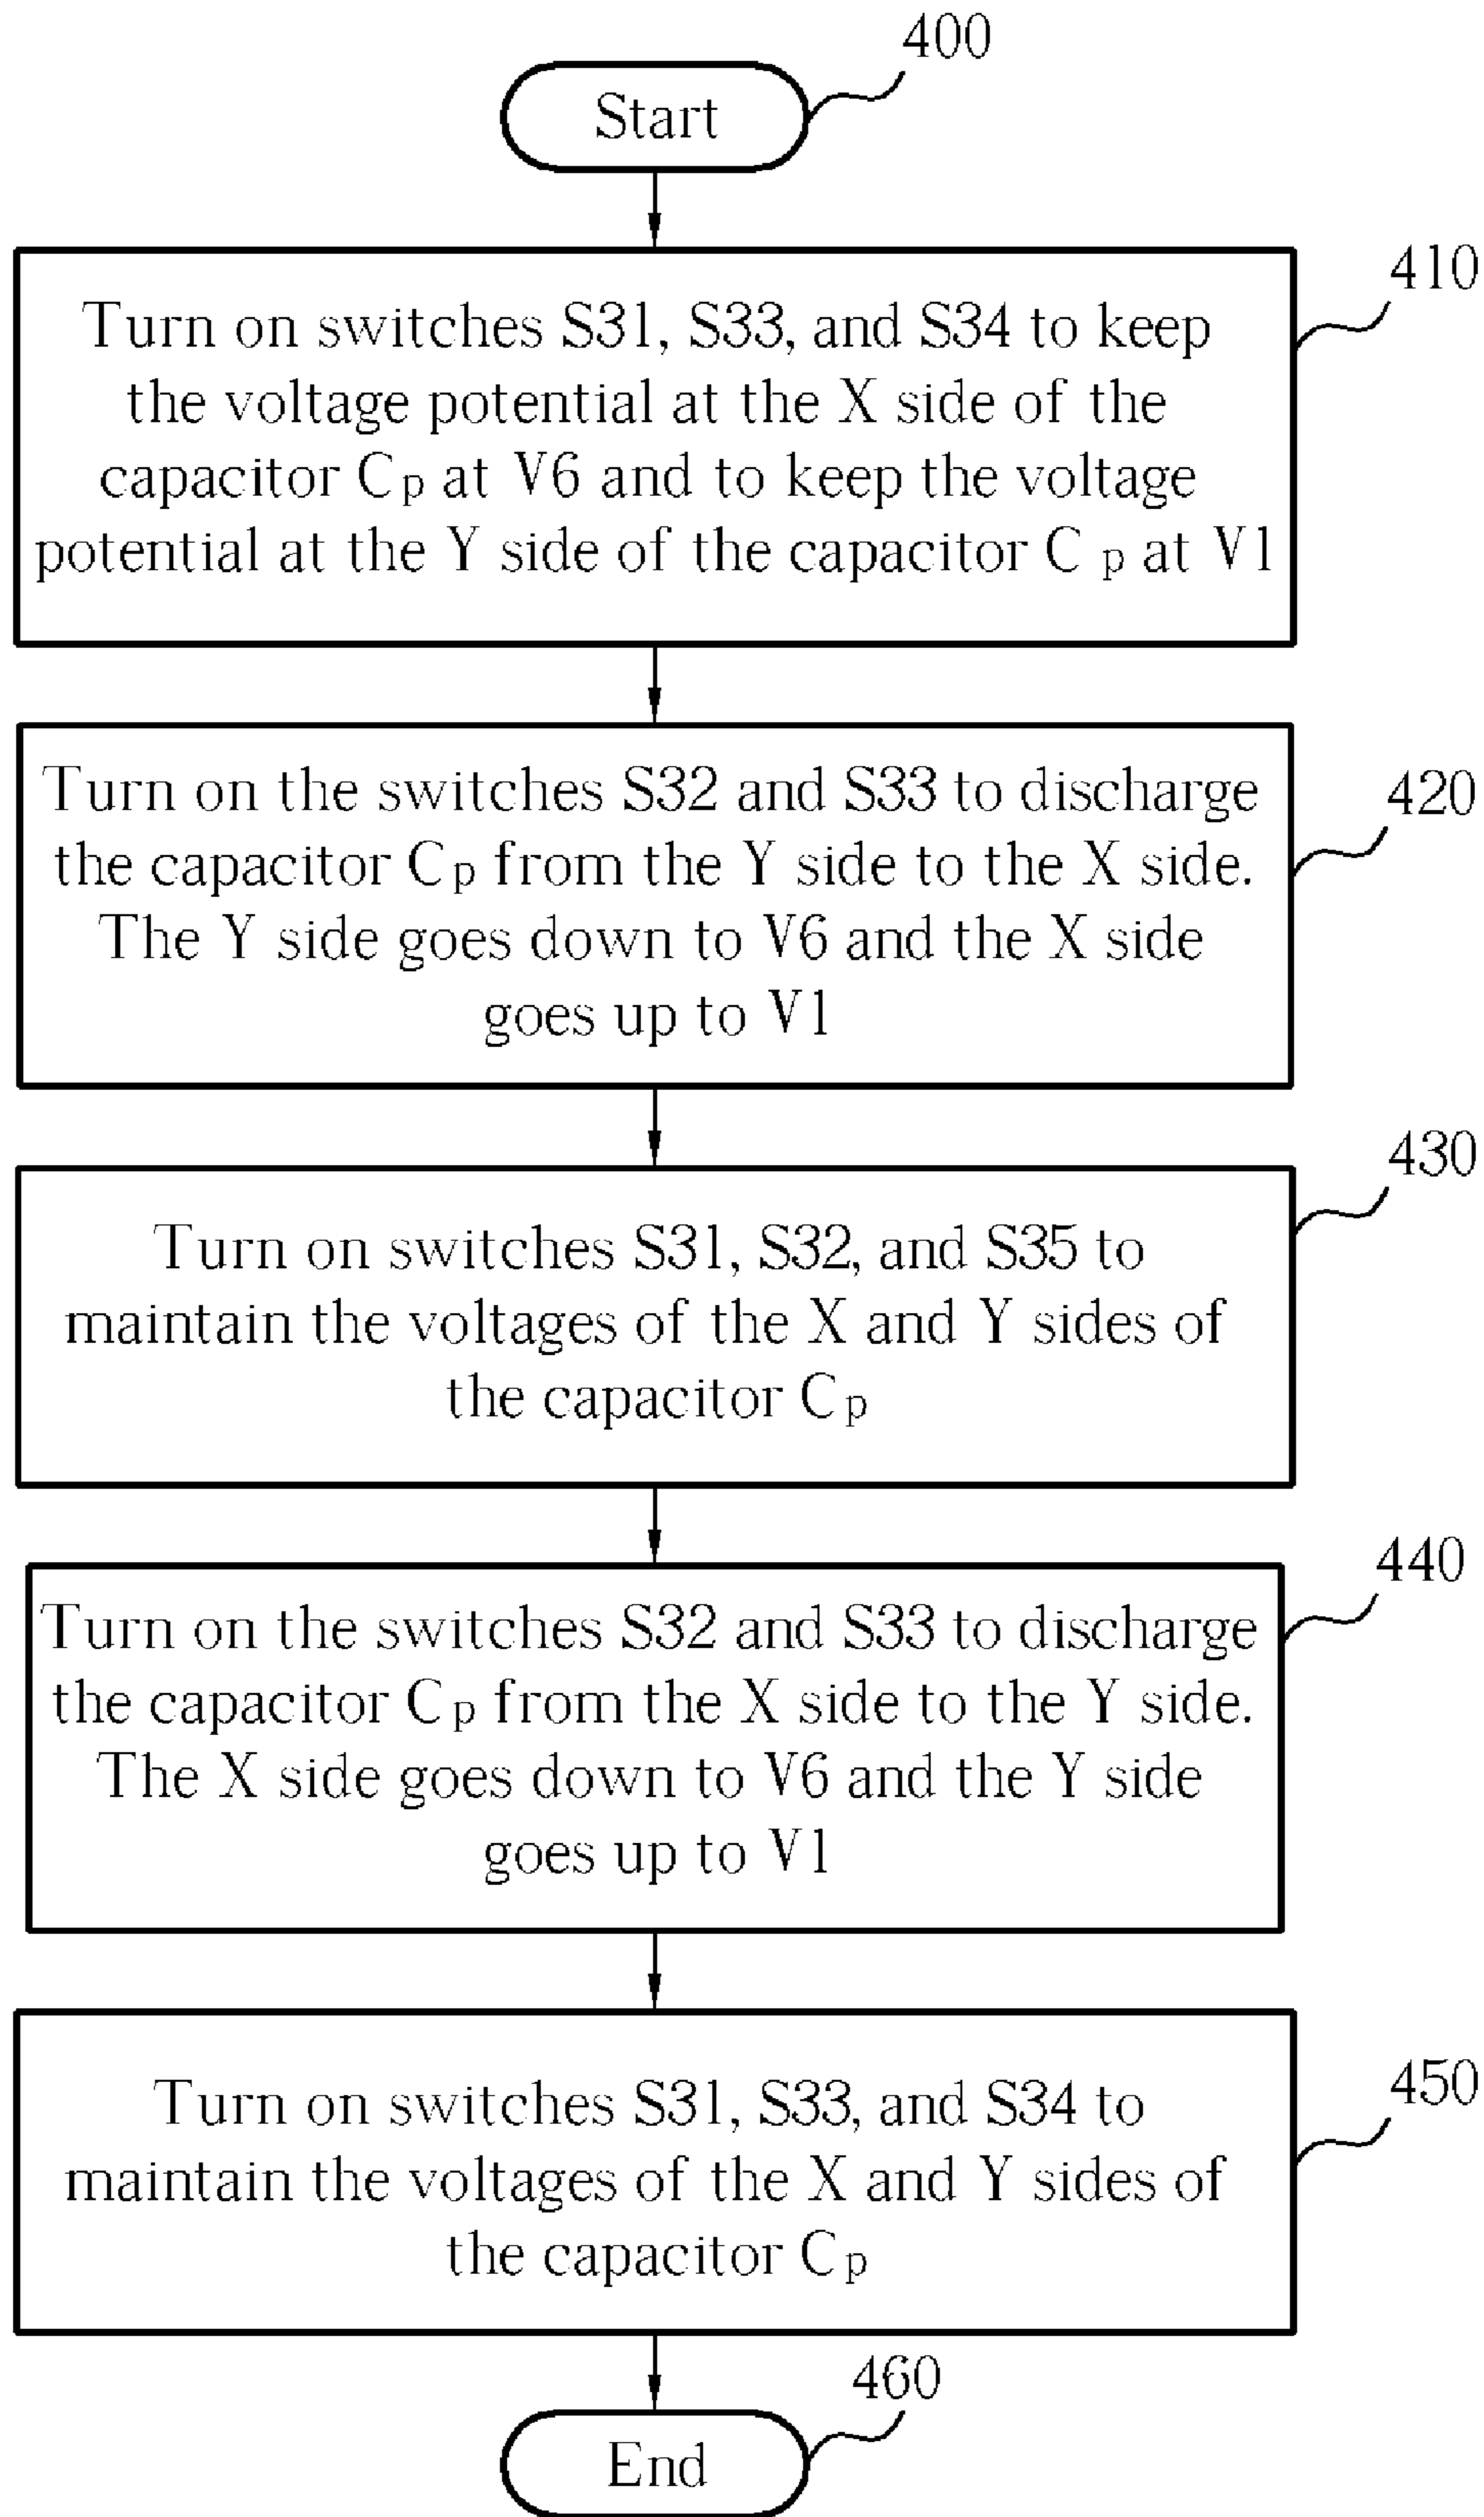 400
Start
410
Turn on switches S31, S33, and S34 to keep
the voltage potential at the X side of the
capacitor Cp at V6 and to keep the voltage
potential at the Y side of the capacitor Cp at V1
420
Turn on the switches S32 and S33 to discharge
the capacitor Cp from the Y side to the X side.
The Y side goes down to V6 and the X side
goes up to V1
430
Turn on switches S31, S32, and S35 to
maintain the voltages of the X and Y sides of
the capacitor Cp
440
Turn on the switches S32 and S33 to discharge
the capacitor Cp from the X side to the Y side.
The X side goes down to V6 and the Y side
goes up to V1
450
Turn on switches S31, S33, and S34 to
maintain the voltages of the X and Y sides of
the capacitor Cp
460
End